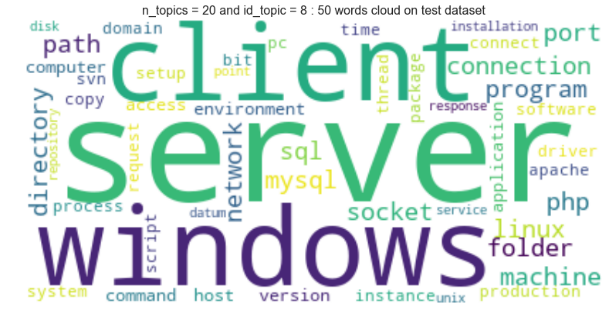 n_topics = 20 and id_topic = 8 : 50 words cloud on test dataset
disk
domain
client
time
installation
path
pc
connect
port
computer
bit
svn
setup
point
thread
package
connection
copy
access
environment
response
program
software
server
directory
repository
request
network
sql
mysql
application
driver
apache
process
datum
socket
service
php
windows
script
linux
folder
machine
system
command
host
version
instance
unix
production